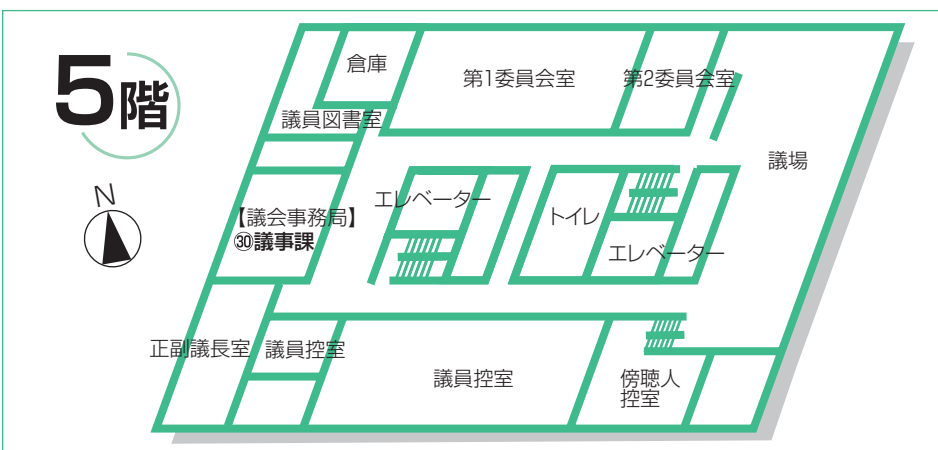 5階
N
倉庫
第1委員会室
第2委員会室
議員図書室
議場
エレベーター
トイレ
【議会事務局】
㉚議事課
エレベーター
正副議長室
議員控室
議員控室
傍聴人
控室